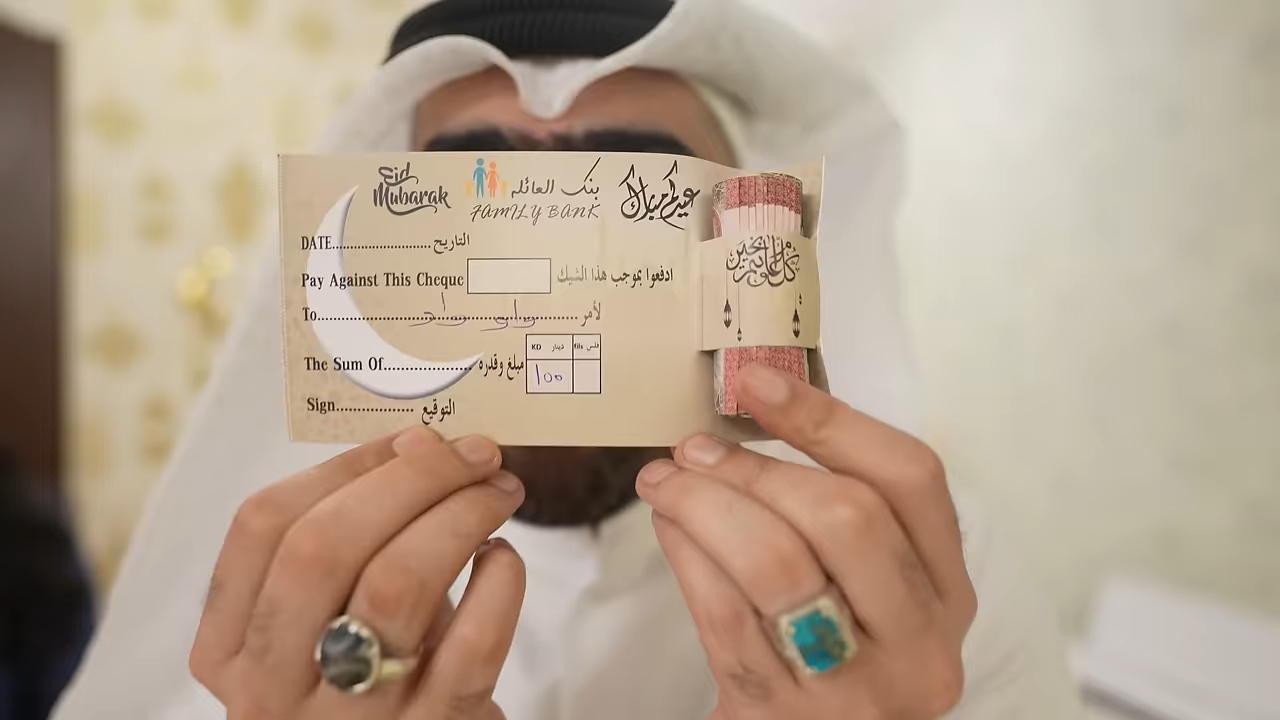 Eid Mubarak
بنك العائلة
FAMILY BANK
عيدكم مبارك
كل عام وأنتم بخير
DATE.......................... التاريخ
Pay Against This Cheque ادفعوا بموجب هذا الشيك
To.......................................................... لأمر
KD دينار fils فلس
The Sum Of.................... مبلغ وقدره
100
Sign.................. التوقيع